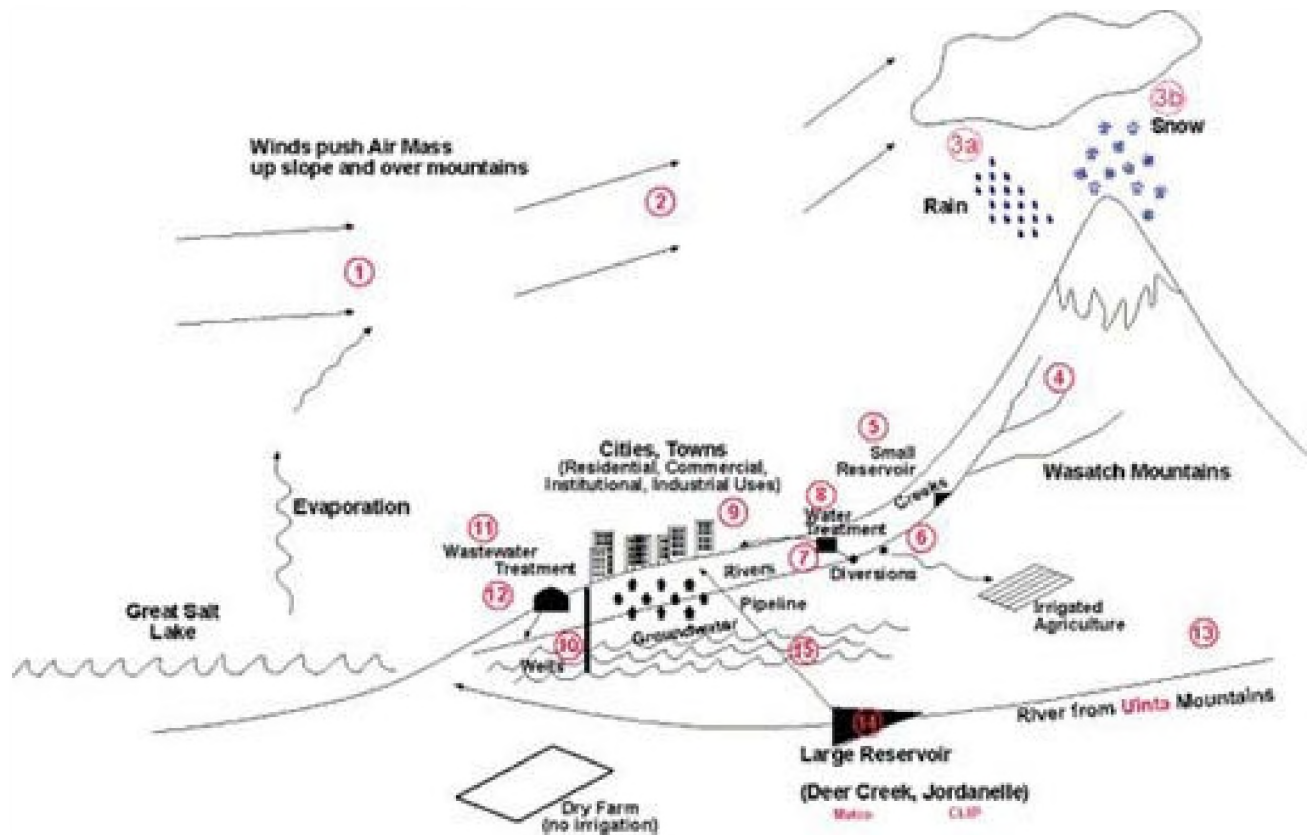 3b
Snow
Winds push Air Mass
up slope and over mountains
3a
2
Rain
1
4
5
Cities, Towns
(Residential, Commercial,
Institutional, Industrial Uses)
Small
Reservoir
Wasatch Mountains
Creeks
8
Evaporation
9
Water
Treatment
11
6
Wastewater
Treatment
7
Rivers
Diversions
12
Pipeline
Great Salt
Lake
Irrigated
Agriculture
Groundwater
13
10
Wells
15
River from Uinta Mountains
14
Large Reservoir
(Deer Creek, Jordanelle)
Dry Farm
(no irrigation)